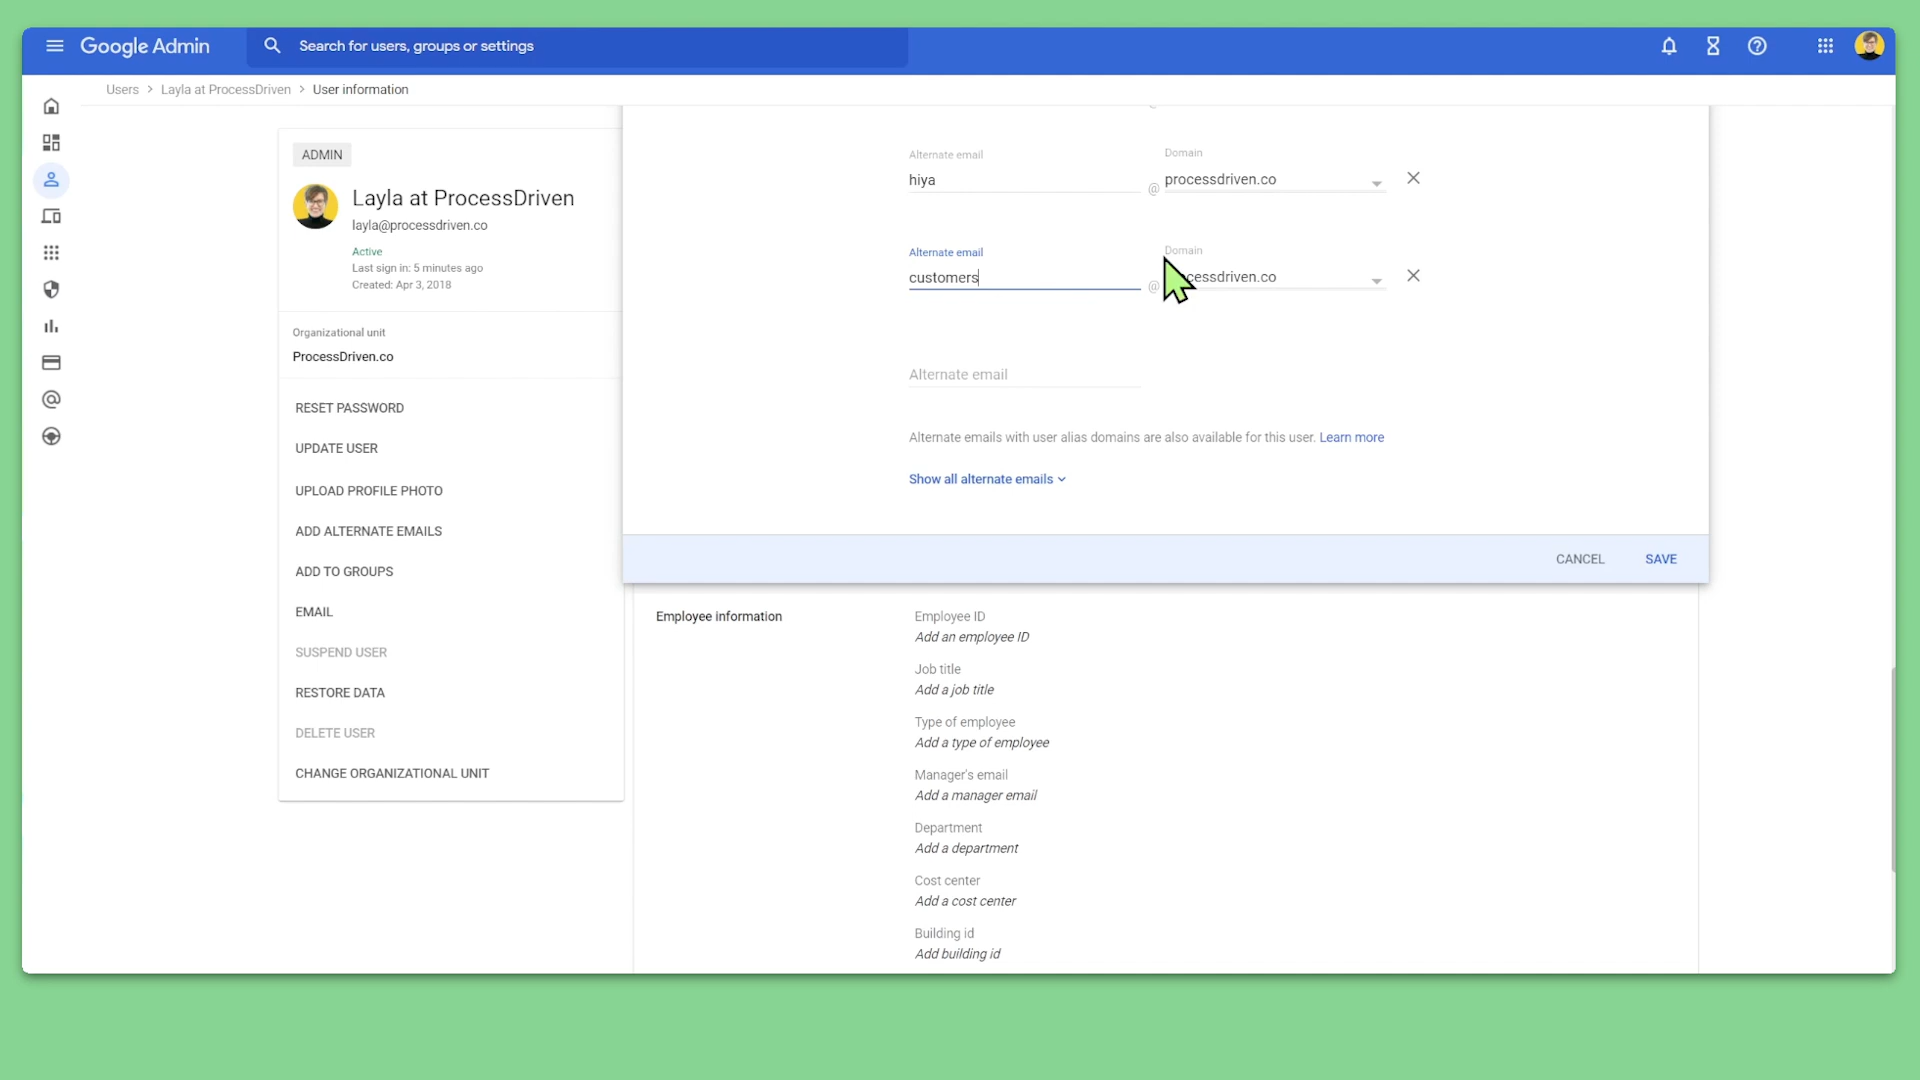 Google Admin
Search for users, groups or settings
Users > Layla at ProcessDriven > User information
ADMIN
Layla at ProcessDriven
layla@processdriven.co
Active
Last sign in: 5 minutes ago
Created: Apr 3, 2018
Organizational unit
ProcessDriven.co
RESET PASSWORD
UPDATE USER
UPLOAD PROFILE PHOTO
ADD ALTERNATE EMAILS
ADD TO GROUPS
EMAIL
SUSPEND USER
RESTORE DATA
DELETE USER
CHANGE ORGANIZATIONAL UNIT
Alternate email Domain
hiya @ processdriven.co
Alternate email Domain
customers @ cessdriven.co
Alternate email
Alternate emails with user alias domains are also available for this user. Learn more
Show all alternate emails
CANCEL SAVE
Employee information
Employee ID
Add an employee ID
Job title
Add a job title
Type of employee
Add a type of employee
Manager's email
Add a manager email
Department
Add a department
Cost center
Add a cost center
Building id
Add building id